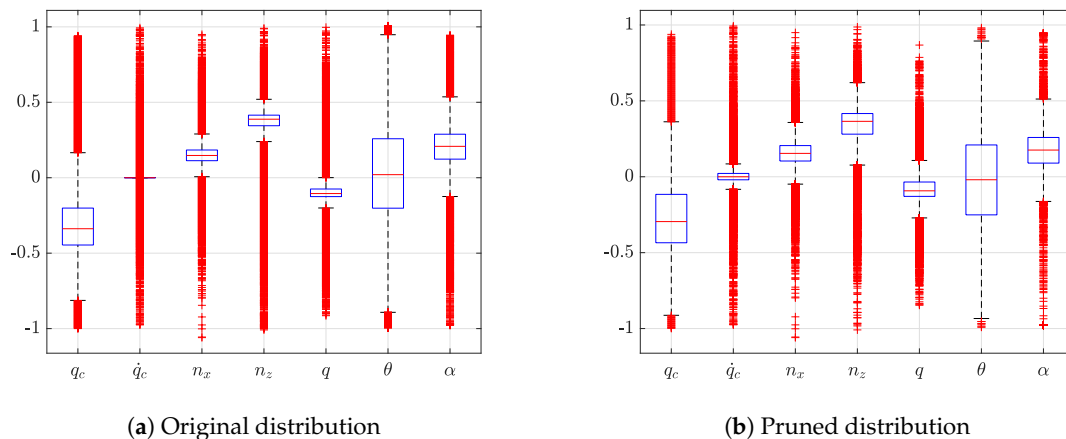 1
0.5
0
-0.5
-1
q_c q̇_c n_x n_z q θ α
(a) Original distribution
1
0.5
0
-0.5
-1
q_c q̇_c n_x n_z q θ α
(b) Pruned distribution